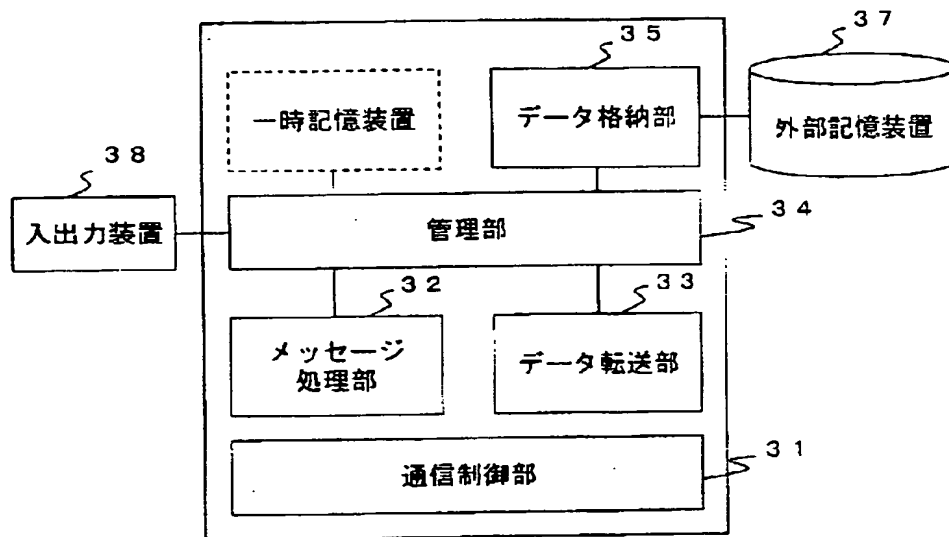 35
37
一時記憶装置
データ格納部
外部記憶装置
38
入出力装置
管理部
34
32
33
メッセージ
処理部
データ転送部
31
通信制御部